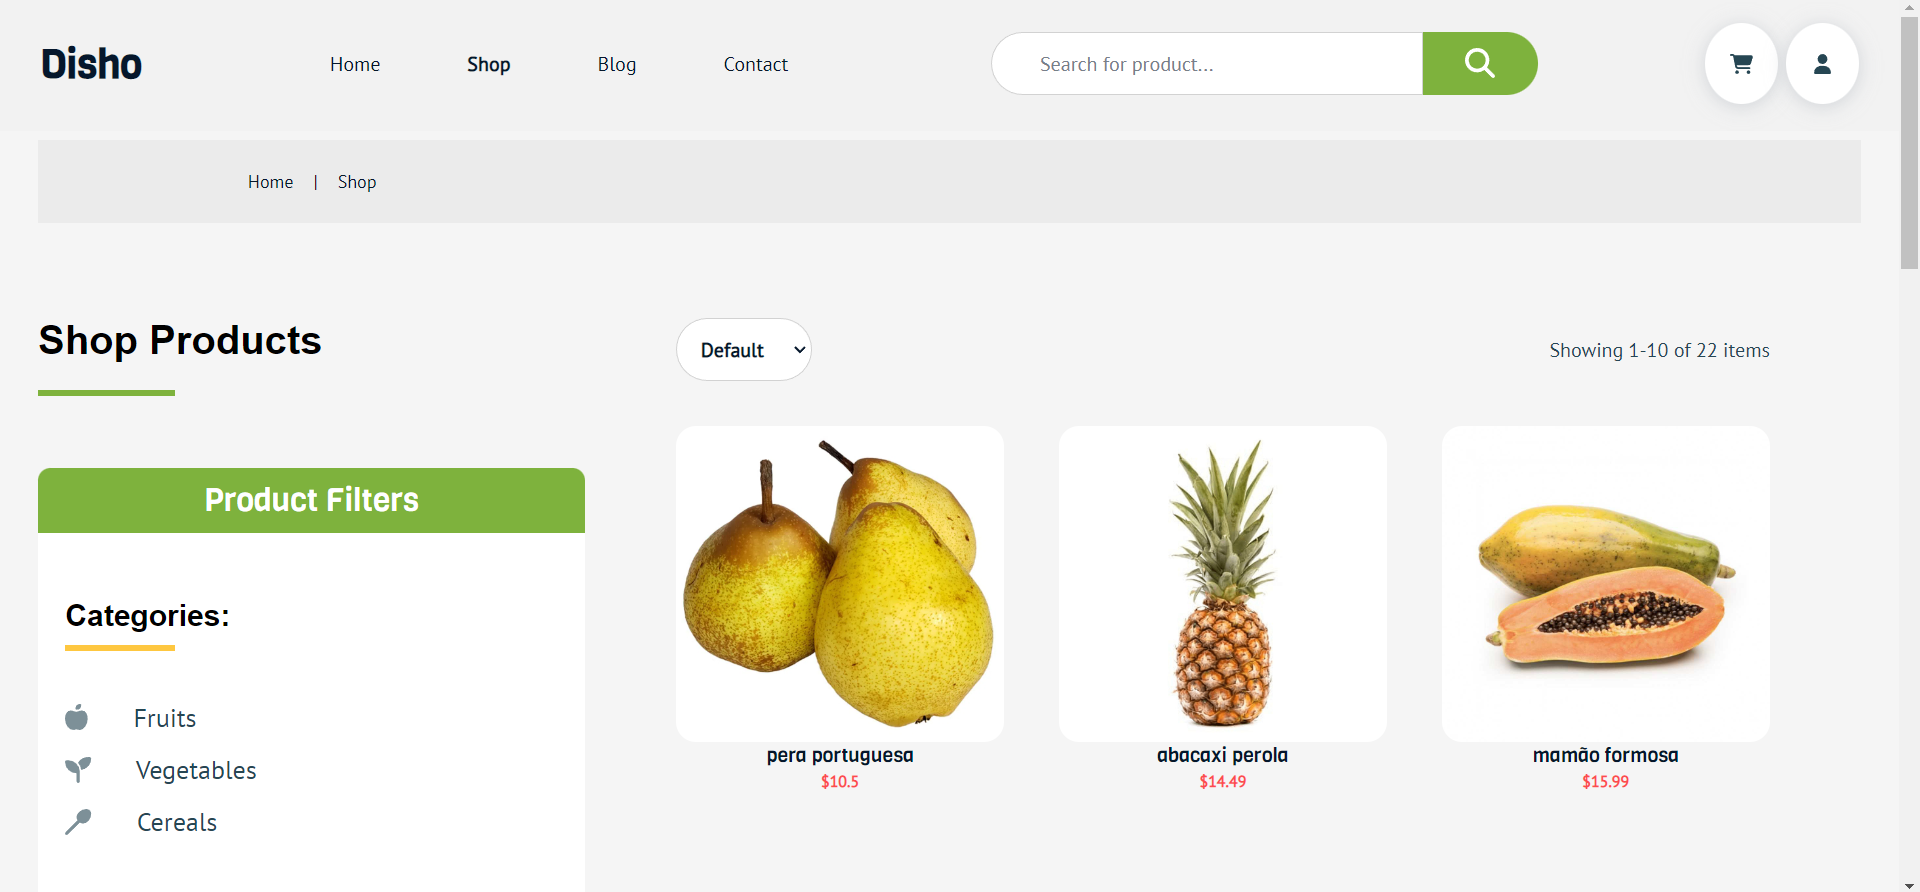 Disho
Home
Shop
Blog
Contact
Search for product...
Home | Shop
Shop Products
Default
Showing 1-10 of 22 items
Product Filters
Categories:
Fruits
Vegetables
Cereals
pera portuguesa
$10.5
abacaxi perola
$14.49
mamão formosa
$15.99